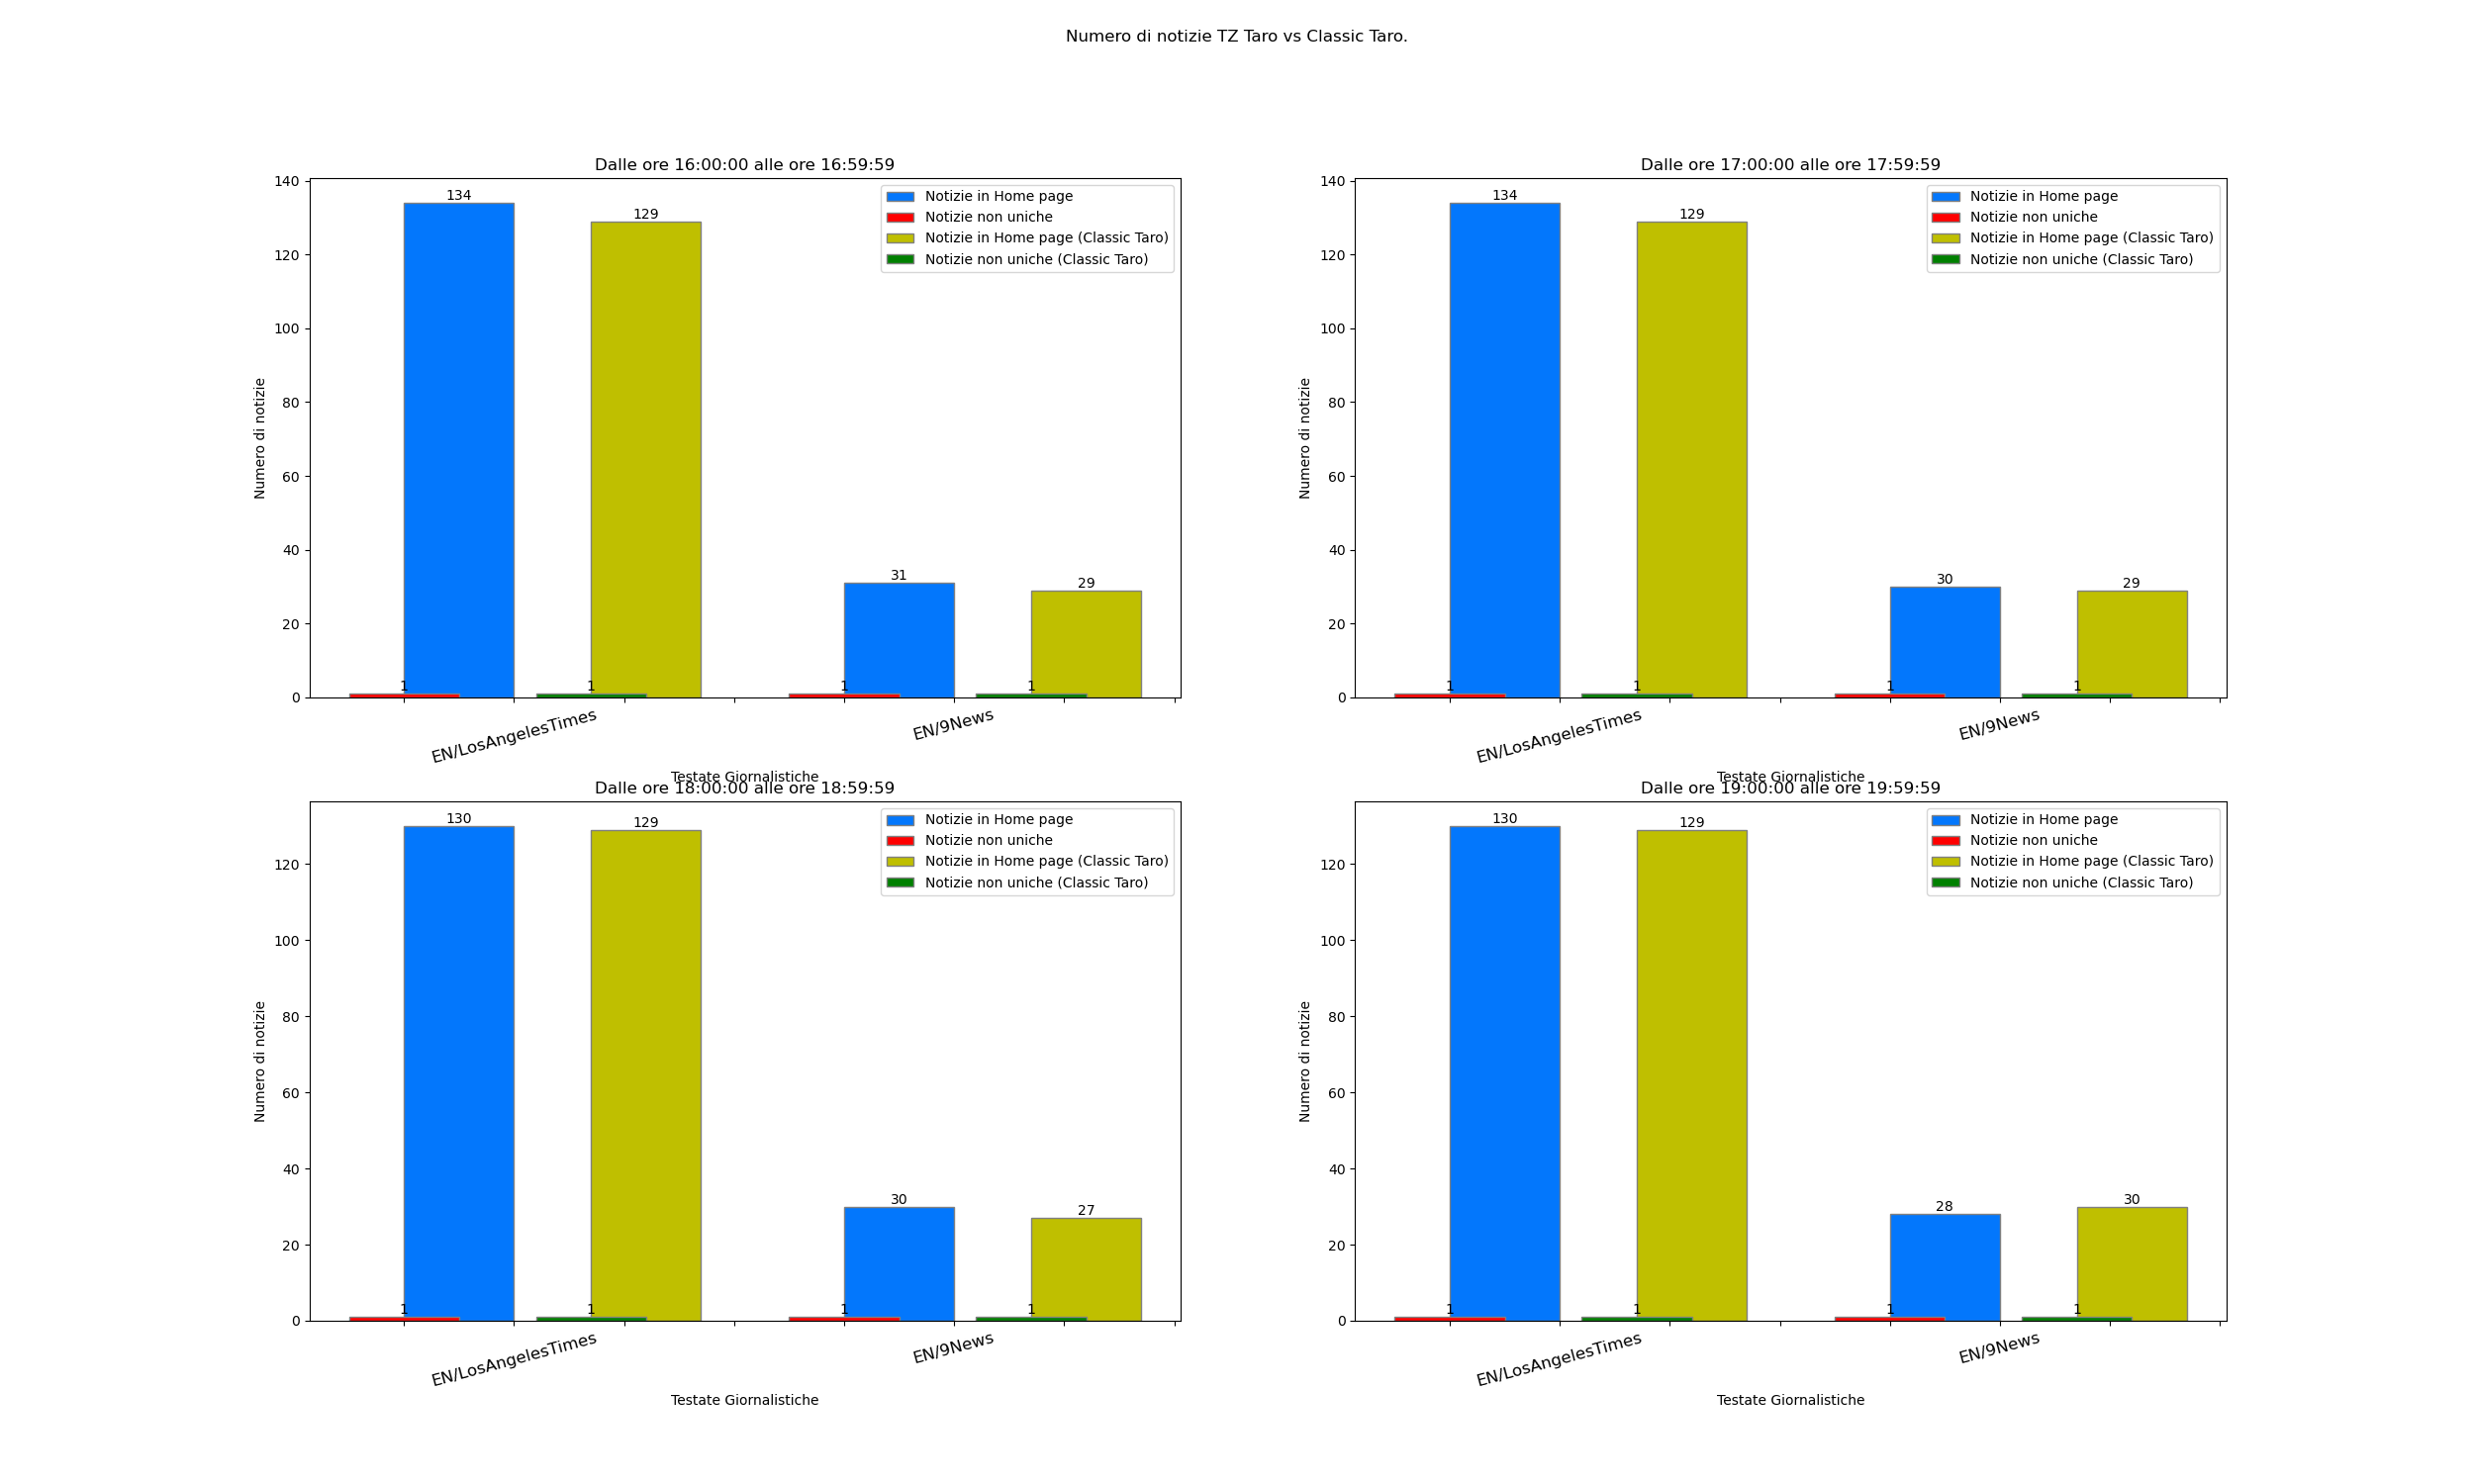 Numero di notizie TZ Taro vs Classic Taro.
Dalle ore 16:00:00 alle ore 16:59:59
Numero di notizie
140
120
100
80
60
40
20
0
134
129
31
29
1
1
1
1
Notizie in Home page
Notizie non uniche
Notizie in Home page (Classic Taro)
Notizie non uniche (Classic Taro)
EN/LosAngelesTimes
EN/9News
Testate Giornalistiche
Dalle ore 17:00:00 alle ore 17:59:59
Numero di notizie
140
120
100
80
60
40
20
0
134
129
30
29
1
1
1
1
Notizie in Home page
Notizie non uniche
Notizie in Home page (Classic Taro)
Notizie non uniche (Classic Taro)
EN/LosAngelesTimes
EN/9News
Testate Giornalistiche
Dalle ore 18:00:00 alle ore 18:59:59
Numero di notizie
120
100
80
60
40
20
0
130
129
30
27
1
1
1
1
Notizie in Home page
Notizie non uniche
Notizie in Home page (Classic Taro)
Notizie non uniche (Classic Taro)
EN/LosAngelesTimes
EN/9News
Testate Giornalistiche
Dalle ore 19:00:00 alle ore 19:59:59
Numero di notizie
120
100
80
60
40
20
0
130
129
28
30
1
1
1
1
Notizie in Home page
Notizie non uniche
Notizie in Home page (Classic Taro)
Notizie non uniche (Classic Taro)
EN/LosAngelesTimes
EN/9News
Testate Giornalistiche